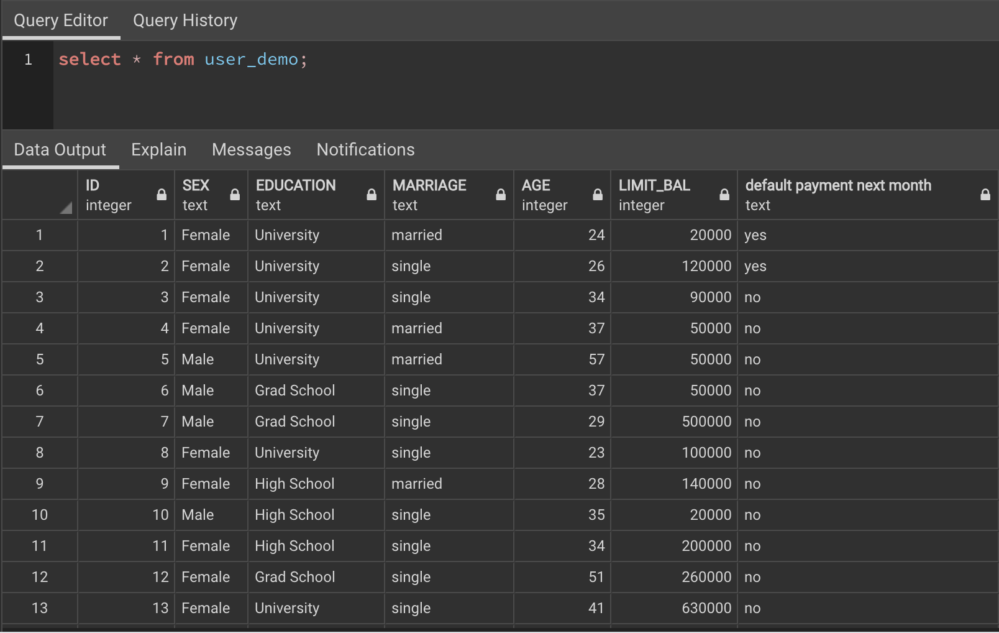 Query Editor Query History
1 select * from user_demo;
Data Output Explain Messages Notifications
ID SEX EDUCATION MARRIAGE AGE LIMIT_BAL default payment next month
integer text text text integer integer text
1 1 Female University married 24 20000 yes
2 2 Female University single 26 120000 yes
3 3 Female University single 34 90000 no
4 4 Female University married 37 50000 no
5 5 Male University married 57 50000 no
6 6 Male Grad School single 37 50000 no
7 7 Male Grad School single 29 500000 no
8 8 Female University single 23 100000 no
9 9 Female High School married 28 140000 no
10 10 Male High School single 35 20000 no
11 11 Female High School single 34 200000 no
12 12 Female Grad School single 51 260000 no
13 13 Female University single 41 630000 no